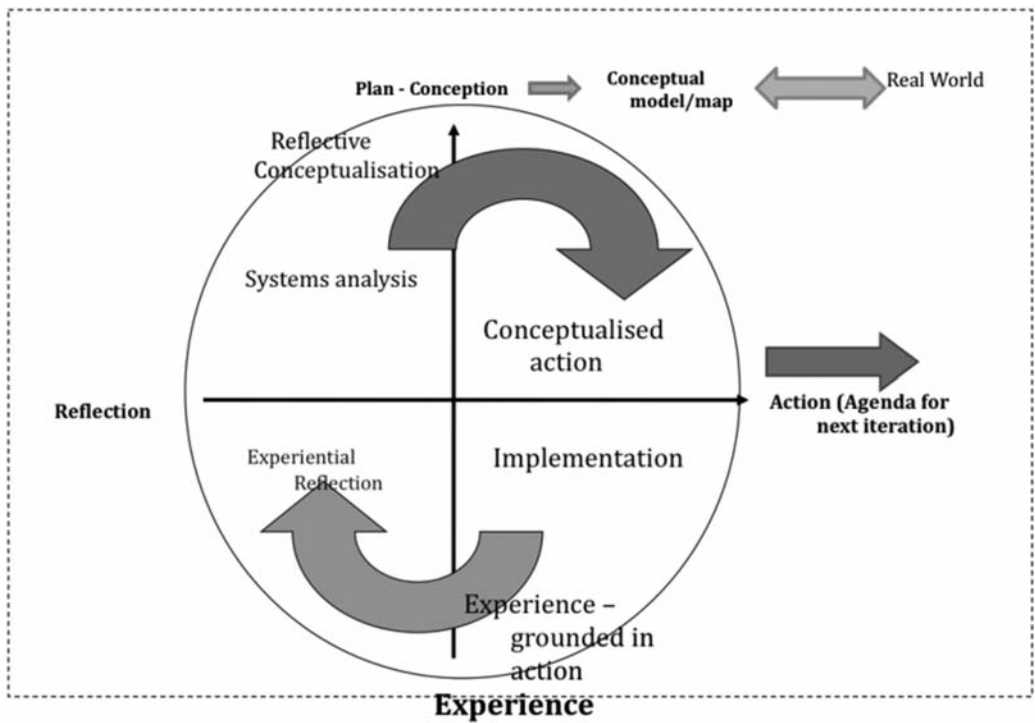 Plan - Conception
Conceptual
model/map
Real World
Reflective
Conceptualisation
Systems analysis
Conceptualised
action
Reflection
Action (Agenda for
next iteration)
Experiential
Reflection
Implementation
Experience –
grounded in
action
Experience